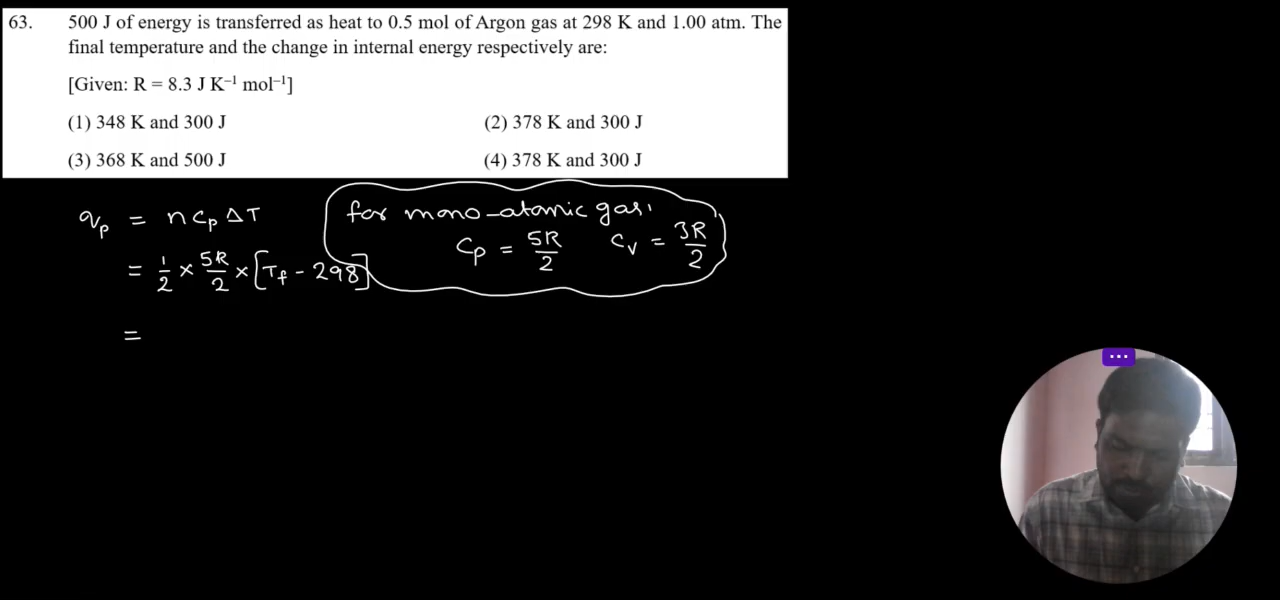 63. 500 J of energy is transferred as heat to 0.5 mol of Argon gas at 298 K and 1.00 atm. The
final temperature and the change in internal energy respectively are:
[Given: R = 8.3 J K⁻¹ mol⁻¹]
(1) 348 K and 300 J (2) 378 K and 300 J
(3) 368 K and 500 J (4) 378 K and 300 J
for mono-atomic gas,
Cp = 5R/2 Cv = 3R/2
qp = n Cp ΔT
= 1/2 × 5R/2 × [Tf - 298]
=